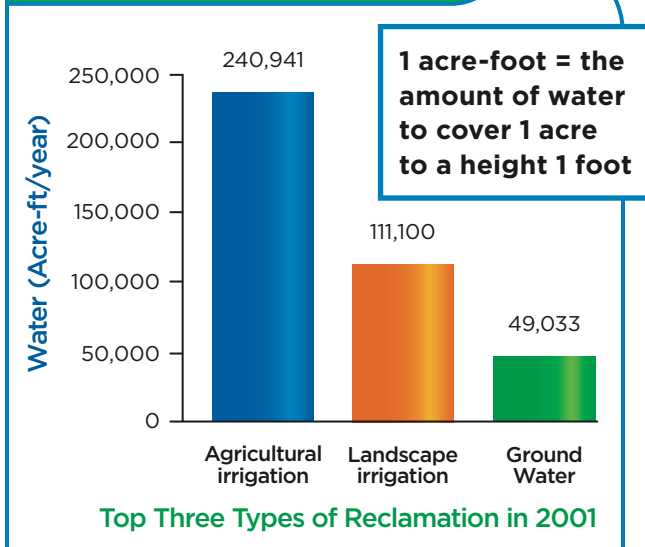 1 acre-foot = the
amount of water
to cover 1 acre
to a height 1 foot
Water (Acre-ft/year)
250,000
200,000
150,000
100,000
50,000
0
240,941
111,100
49,033
Agricultural
irrigation
Landscape
irrigation
Ground
Water
Top Three Types of Reclamation in 2001